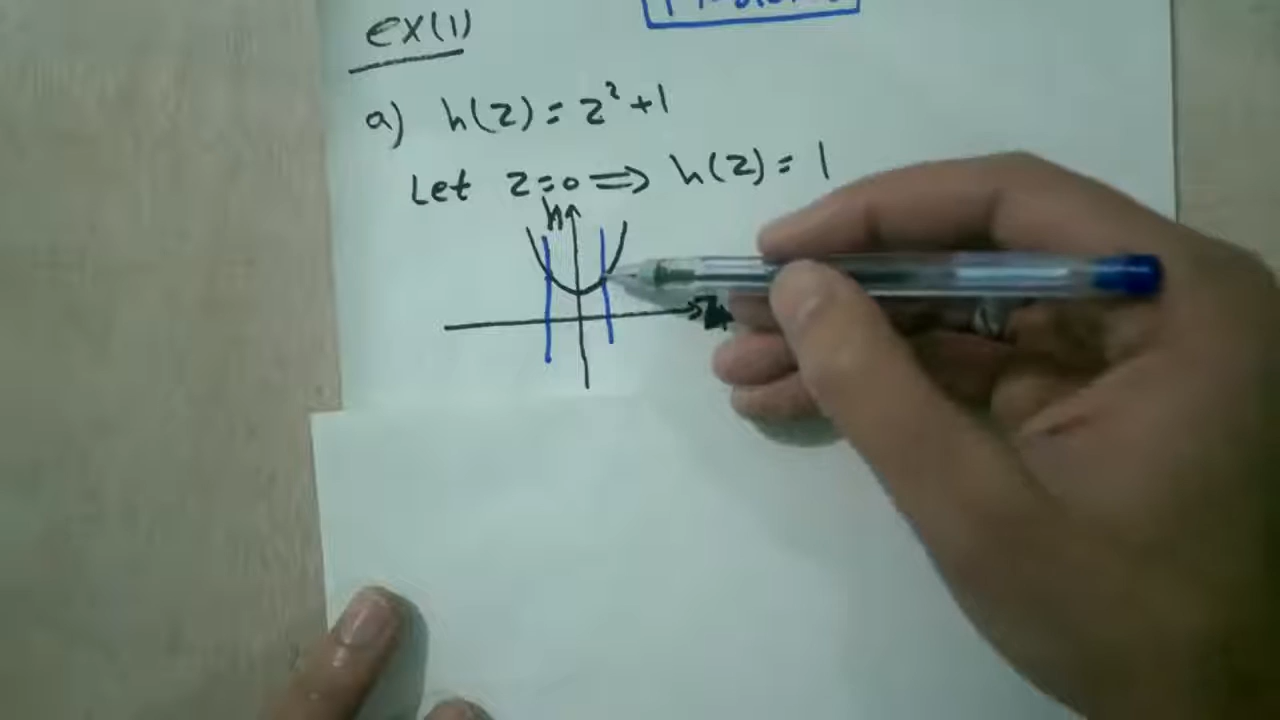 ex(1)
a) h(z) = z² + 1
Let z = 0 ⟹ h(z) = 1
h
z